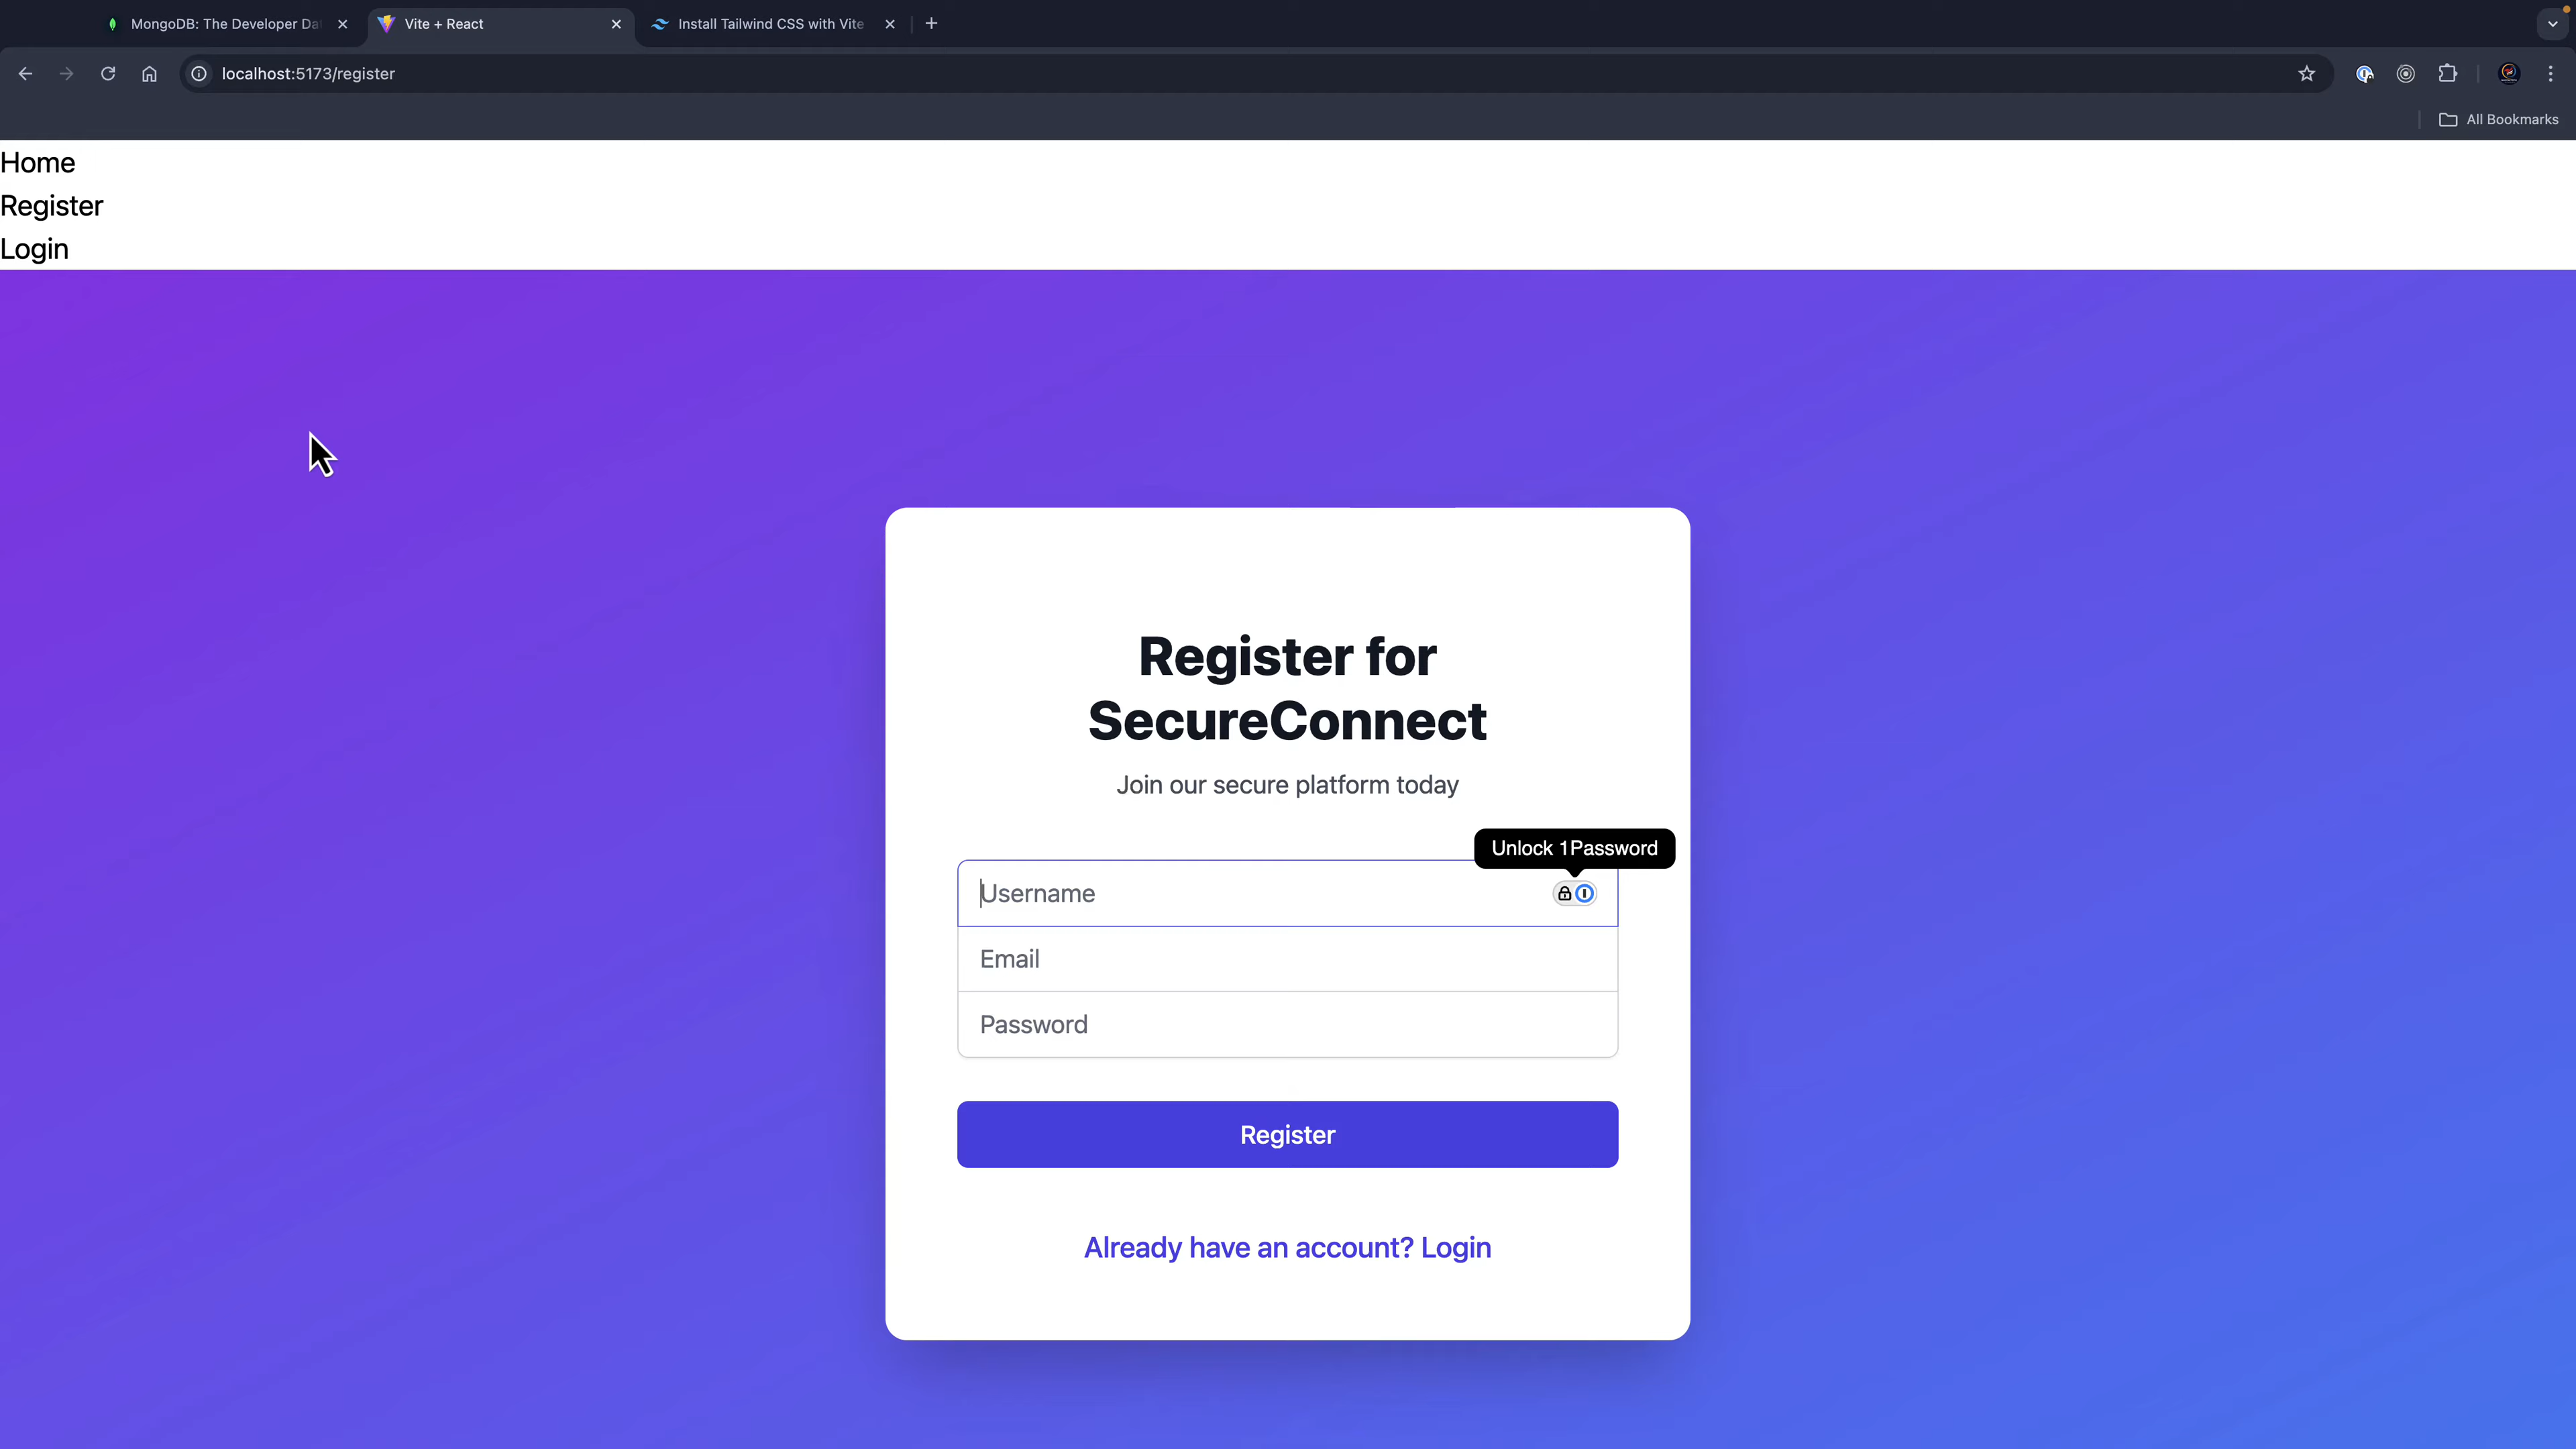 MongoDB: The Developer Da
Vite + React
Install Tailwind CSS with Vite
localhost:5173/register
All Bookmarks
Home
Register
Login
Register for
SecureConnect
Join our secure platform today
Unlock 1Password
Username
Email
Password
Register
Already have an account? Login